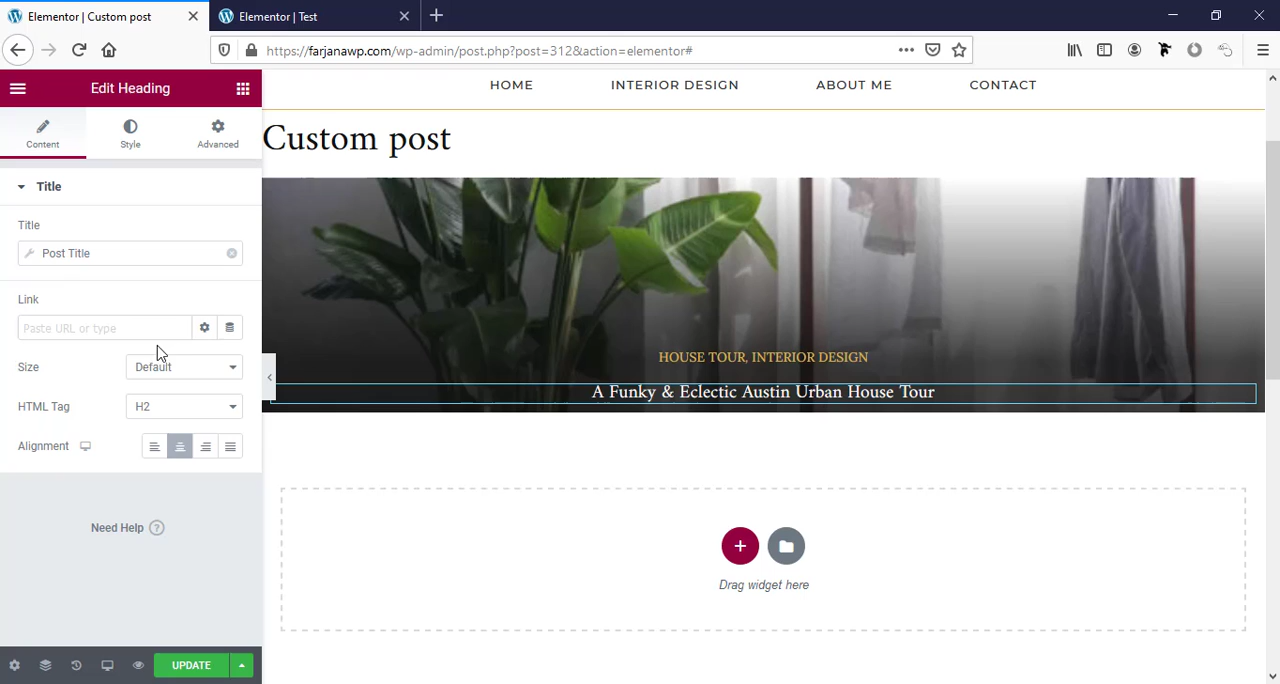 Elementor | Custom post
Elementor | Test
https://farjanawp.com/wp-admin/post.php?post=312&action=elementor#
Edit Heading
HOME INTERIOR DESIGN ABOUT ME CONTACT
Content Style Advanced
Custom post
Title
Title
Post Title
Link
Paste URL or type
Size Default
HTML Tag H2
Alignment
HOUSE TOUR, INTERIOR DESIGN
A Funky & Eclectic Austin Urban House Tour
Need Help ?
Drag widget here
UPDATE